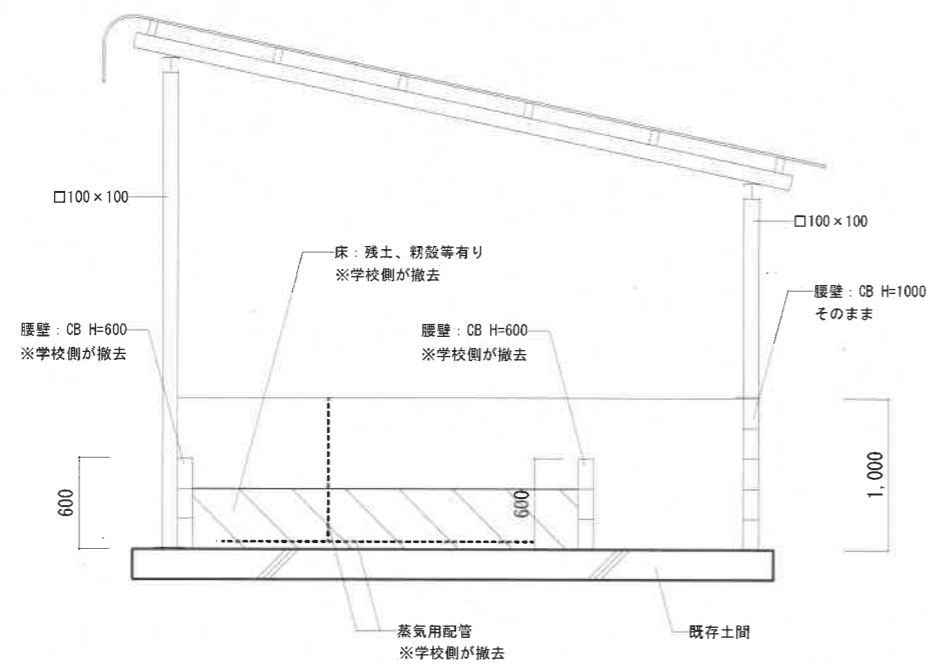 □100×100
□100×100
床：残土、籾殻等有り
※学校側が撤去
腰壁：CB H=1000
そのまま
腰壁：CB H=600
※学校側が撤去
腰壁：CB H=600
※学校側が撤去
600
600
1,000
蒸気用配管
※学校側が撤去
既存土間